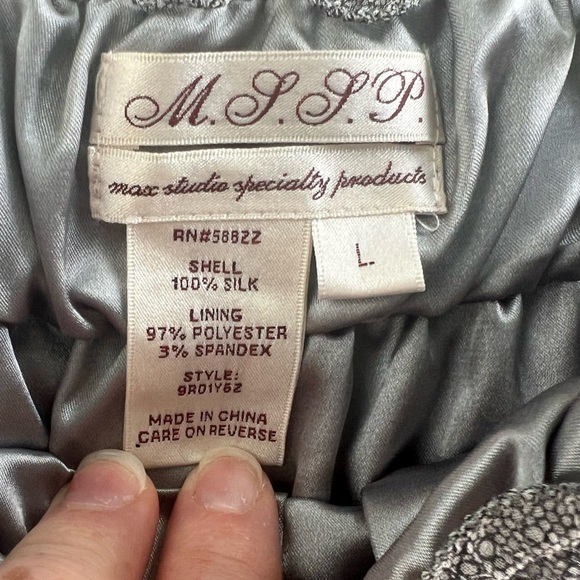 M.S.S.P.
max studio specialty products
RN#56822
L.
SHELL
100% SILK
LINING
97% POLYESTER
3% SPANDEX
STYLE:
9R01Y62
MADE IN CHINA
CARE ON REVERSE